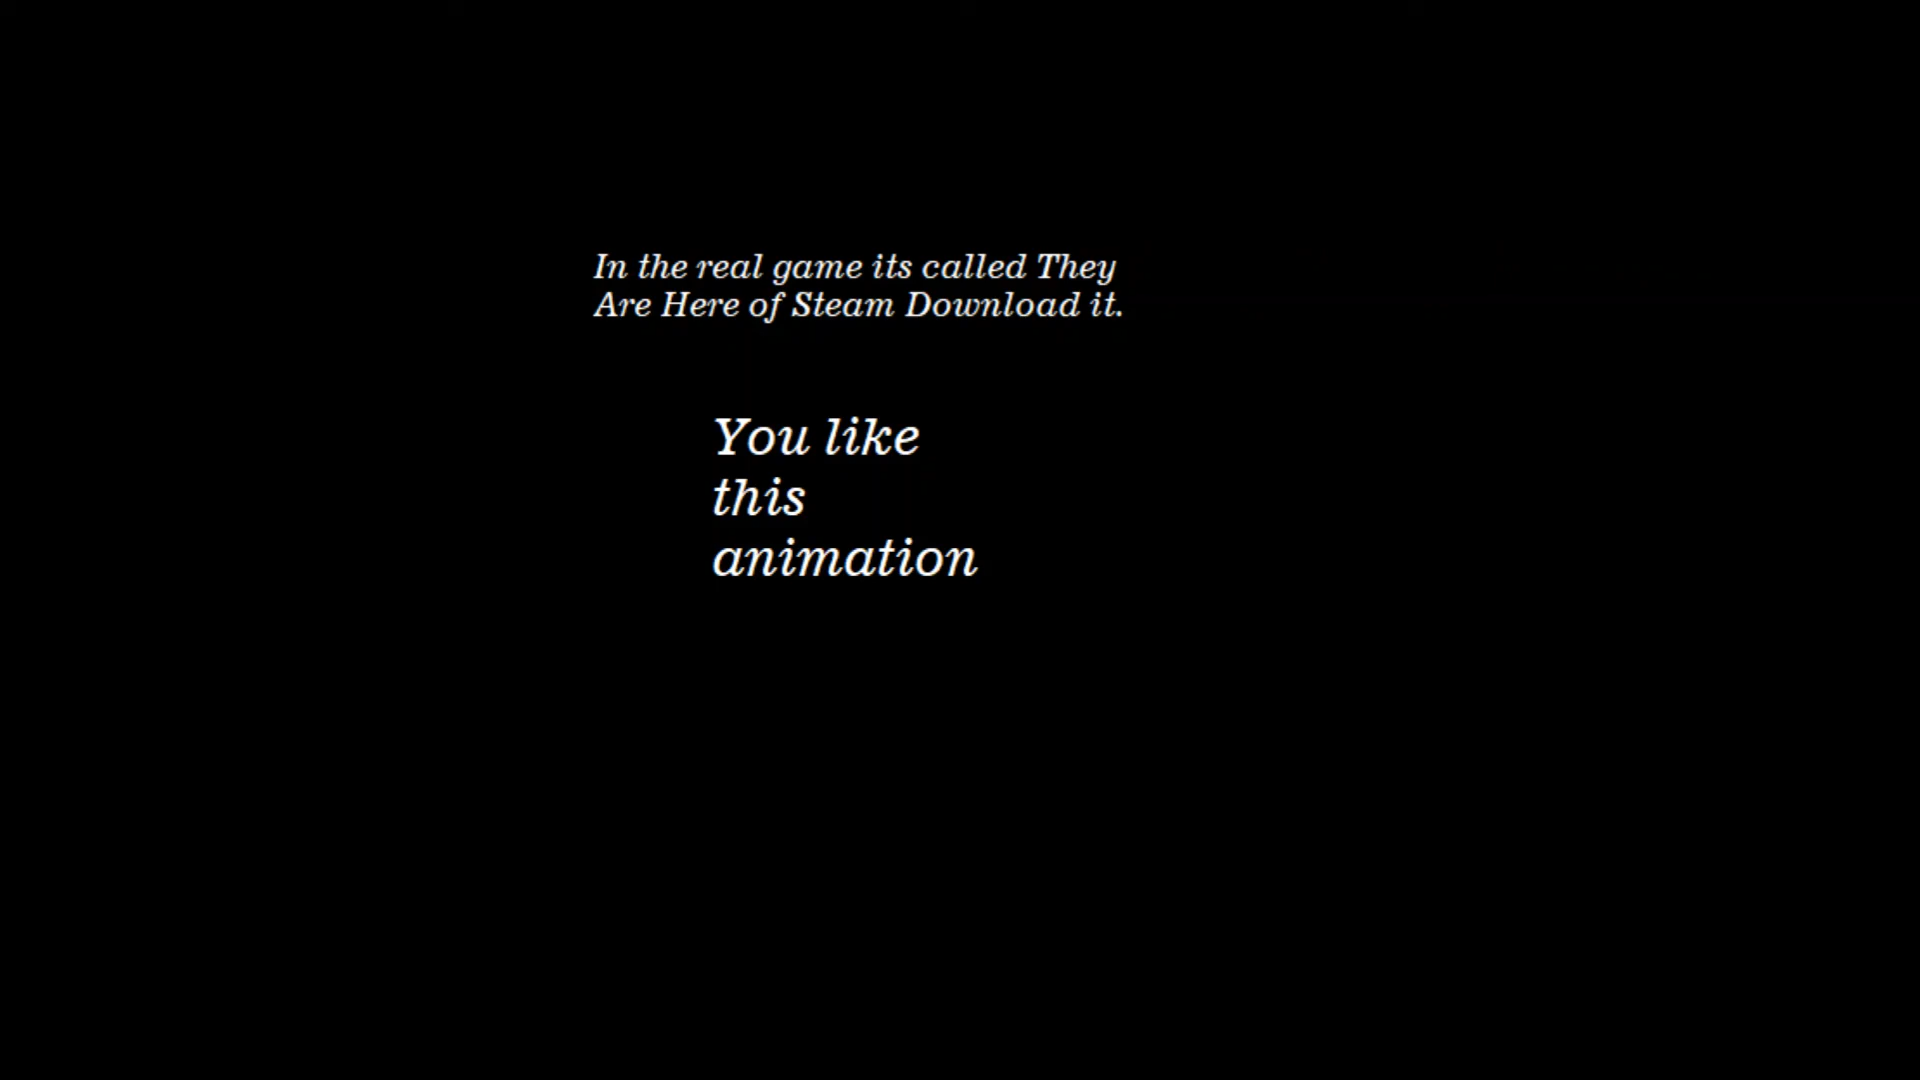 In the real game its called They
Are Here of Steam Download it.
You like
this
animation